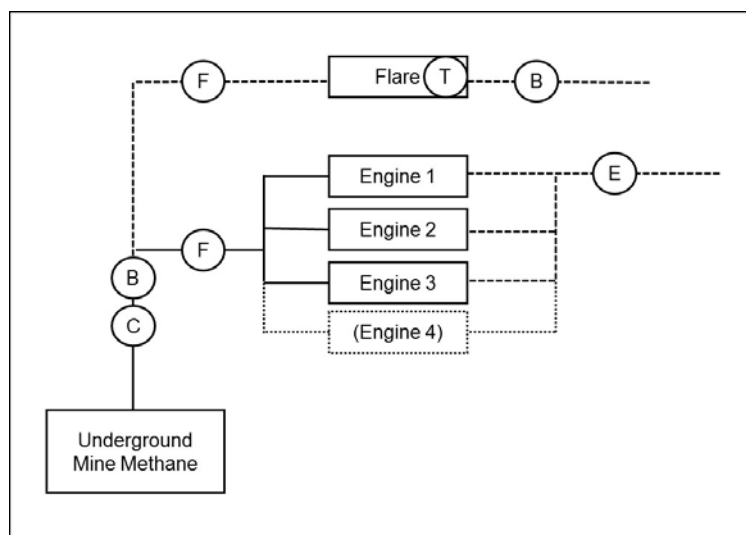 F
Flare
T
B
Engine 1
E
Engine 2
F
Engine 3
B
C
(Engine 4)
Underground
Mine Methane